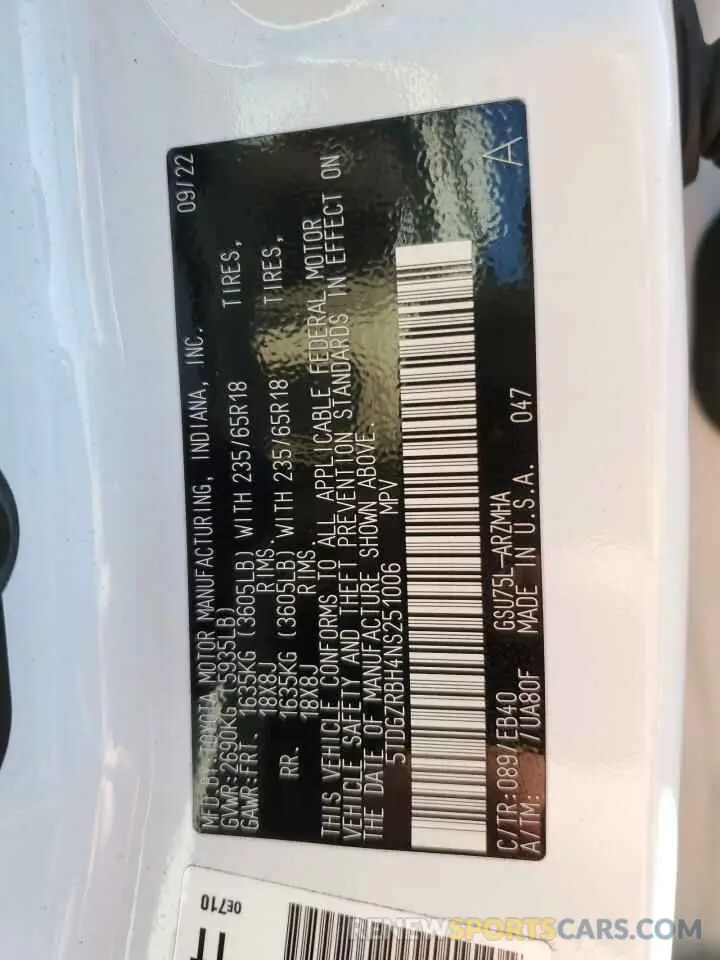 MFD BY:TOYOTA MOTOR MANUFACTURING, INDIANA, INC. 09/22
GVWR:2690KG (5935LB)
GAWR:FRT. 1635KG (3605LB) WITH 235/65R18 TIRES,
18X8J RIMS.
RR. 1635KG (3605LB) WITH 235/65R18 TIRES,
18X8J RIMS.
THIS VEHICLE CONFORMS TO ALL APPLICABLE FEDERAL MOTOR
VEHICLE SAFETY AND THEFT PREVENTION STANDARDS IN EFFECT ON
THE DATE OF MANUFACTURE SHOWN ABOVE.
5TDGZRBH4NS251006 MPV
C/TR:089/EB40 GSU75L-ARZMHA 047
A/TM: /UA80F MADE IN U.S.A.
A
0E710
RENEWSPORTSCARS.COM